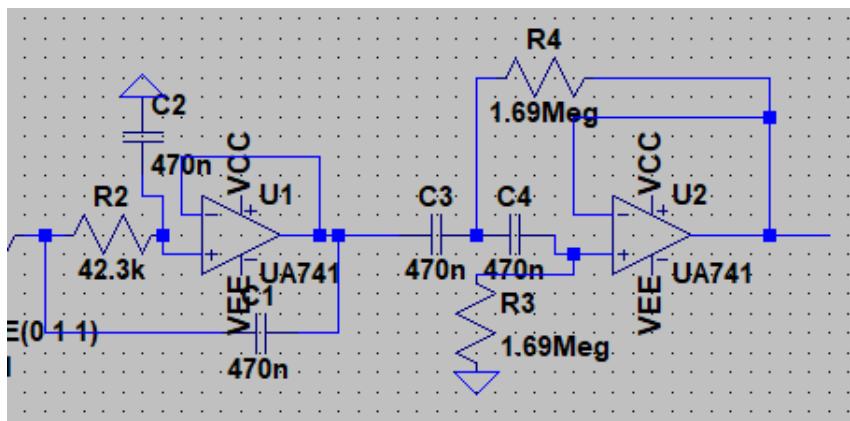 R4
1.69Meg
C2
470n
R2
42.3k
VCC
U1
-
+
+
-
VEE
UA741
C1
470n
C3
470n
C4
470n
VCC
U2
-
+
+
-
VEE
UA741
R3
1.69Meg
E(0 1 1)